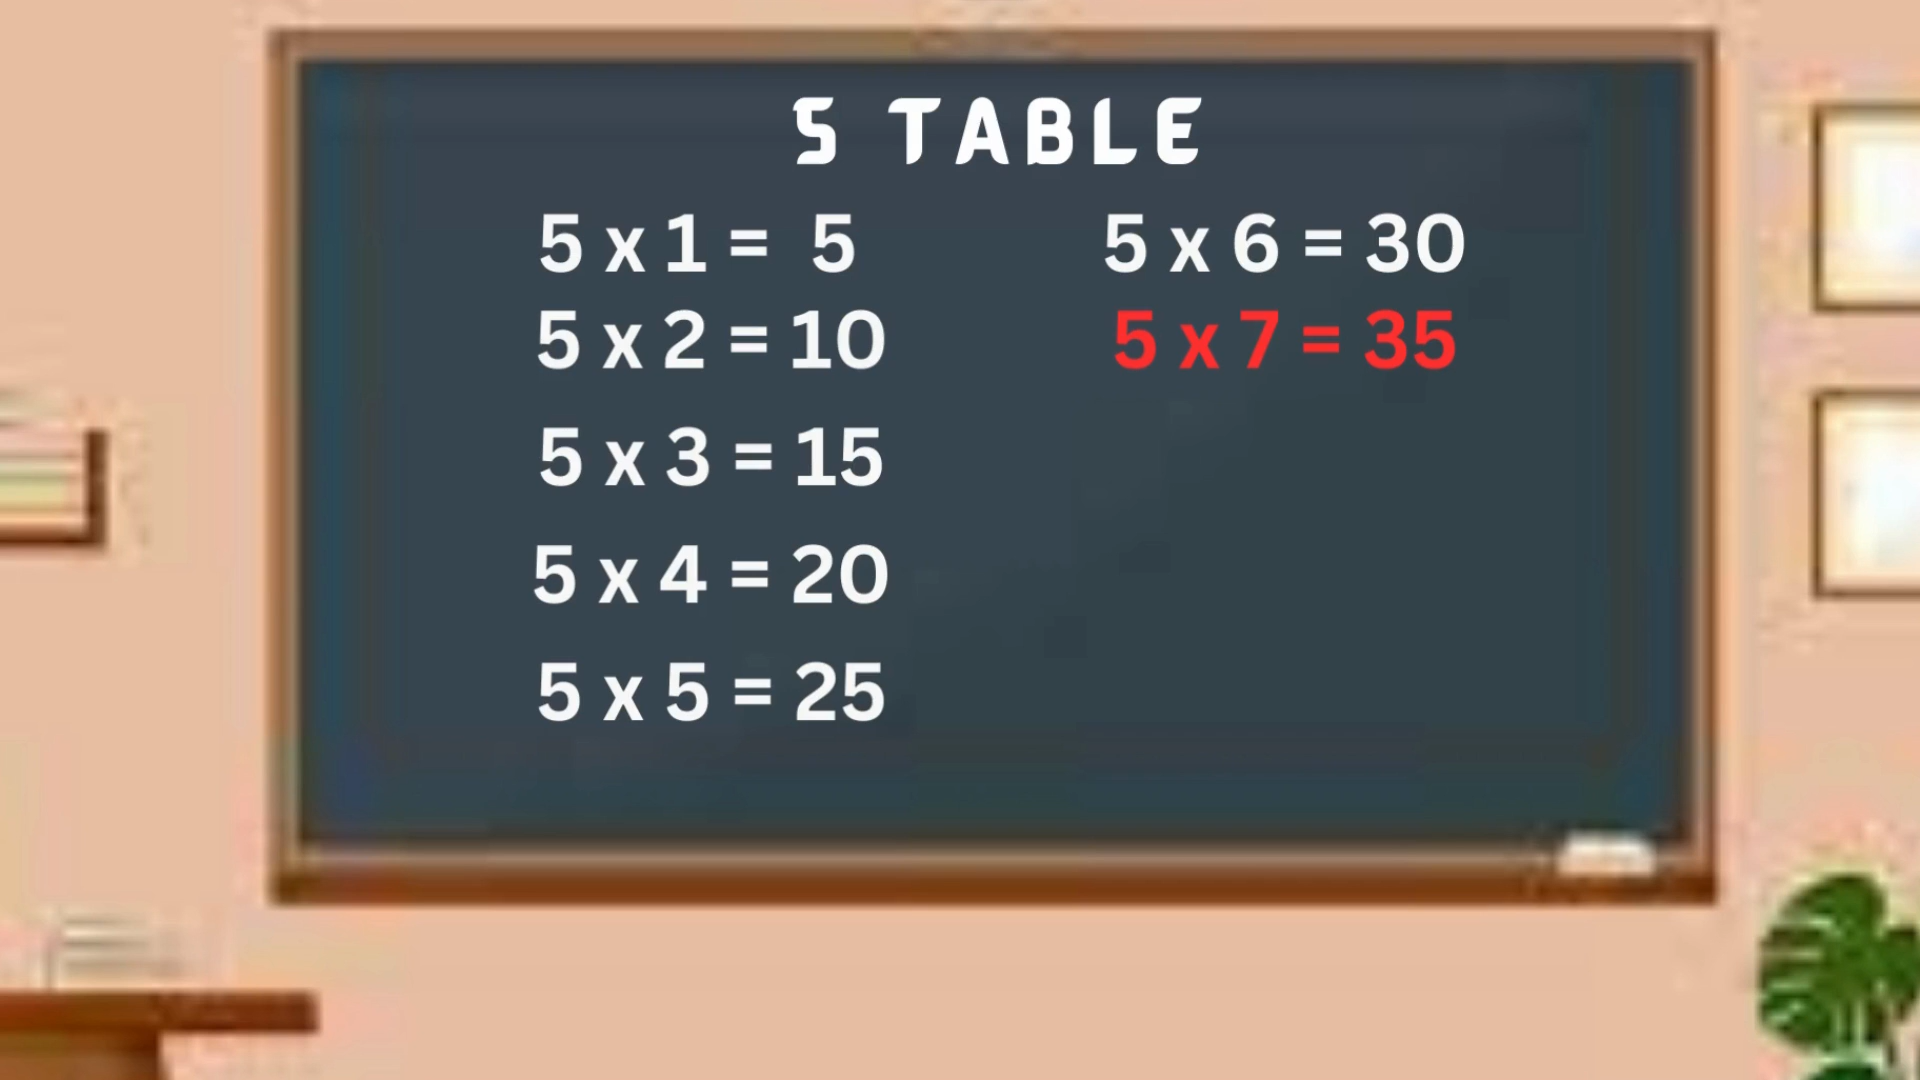 5 TABLE
5 x 1 = 5
5 x 2 = 10
5 x 3 = 15
5 x 4 = 20
5 x 5 = 25
5 x 6 = 30
5 x 7 = 35